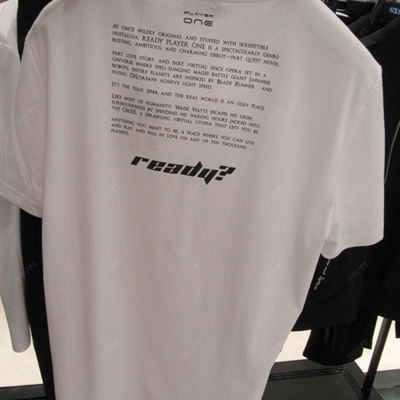 PLAYER
ONE
AT ONCE WILDLY ORIGINAL AND STUFFED WITH IRRESISTIBLE
NOSTALGIA, READY PLAYER ONE IS A SPECTACULARLY GENRE-
BUSTING, AMBITIOUS AND CHARMING DEBUT—PART QUEST NOVEL,
PART LOVE STORY, AND PART VIRTUAL SPACE OPERA SET IN A
UNIVERSE WHERE SPELL-SLINGING MAGES BATTLE GIANT JAPANESE
ROBOTS, ENTIRE PLANETS ARE INSPIRED BY BLADE RUNNER , AND
FLYING DELOREANS ACHIEVE LIGHT SPEED.
IT'S THE YEAR 2044, AND THE REAL WORLD IS AN UGLY PLACE.
LIKE MOST OF HUMANITY, WADE WATTS ESCAPES HIS GRIM
SURROUNDINGS BY SPENDING HIS WAKING HOURS JACKED INTO
THE OASIS, A SPRAWLING VIRTUAL UTOPIA THAT LETS YOU BE
ANYTHING YOU WANT TO BE, A PLACE WHERE YOU CAN LIVE
AND PLAY AND FALL IN LOVE ON ANY OF TEN THOUSAND
PLANETS.
ready?